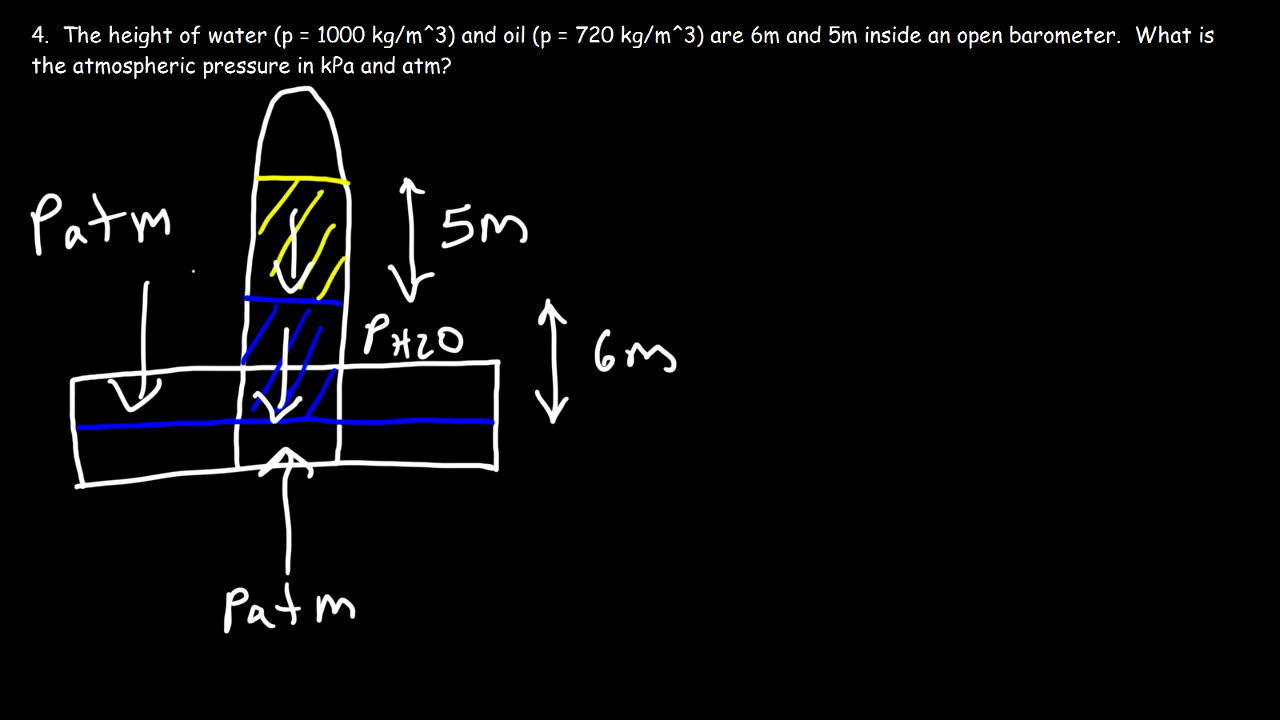 4. The height of water (p = 1000 kg/m^3) and oil (p = 720 kg/m^3) are 6m and 5m inside an open barometer. What is
the atmospheric pressure in kPa and atm?
Patm
5m
PH2O
6m
Patm